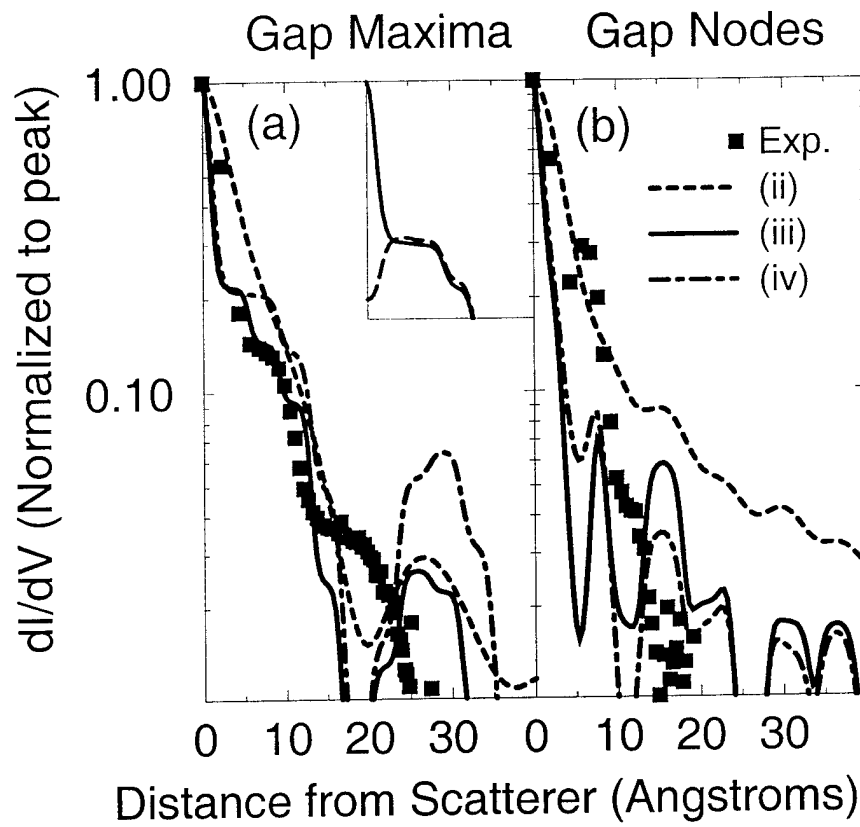 Gap Maxima Gap Nodes
1.00
(a)
(b)
Exp.
(ii)
(iii)
(iv)
0.10
dI/dV (Normalized to peak)
0 10 20 30 0 10 20 30
Distance from Scatterer (Angstroms)